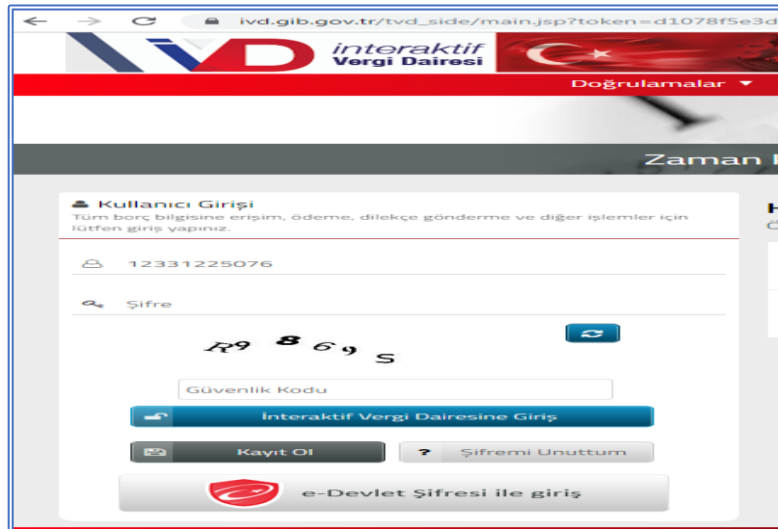 ivd.gib.gov.tr/tvd_side/main.jsp?token=d1078f5e3d
İVD interaktif
Vergi Dairesi
Doğrulamalar
Zaman
Kullanıcı Girişi
Tüm borç bilgisine erişim, ödeme, dilekçe gönderme ve diğer işlemler için
lütfen giriş yapınız.
12331225076
Şifre
R9 8 69 S
Güvenlik Kodu
İnteraktif Vergi Dairesine Giriş
Kayıt Ol
? Şifremi Unuttum
e-Devlet Şifresi ile giriş